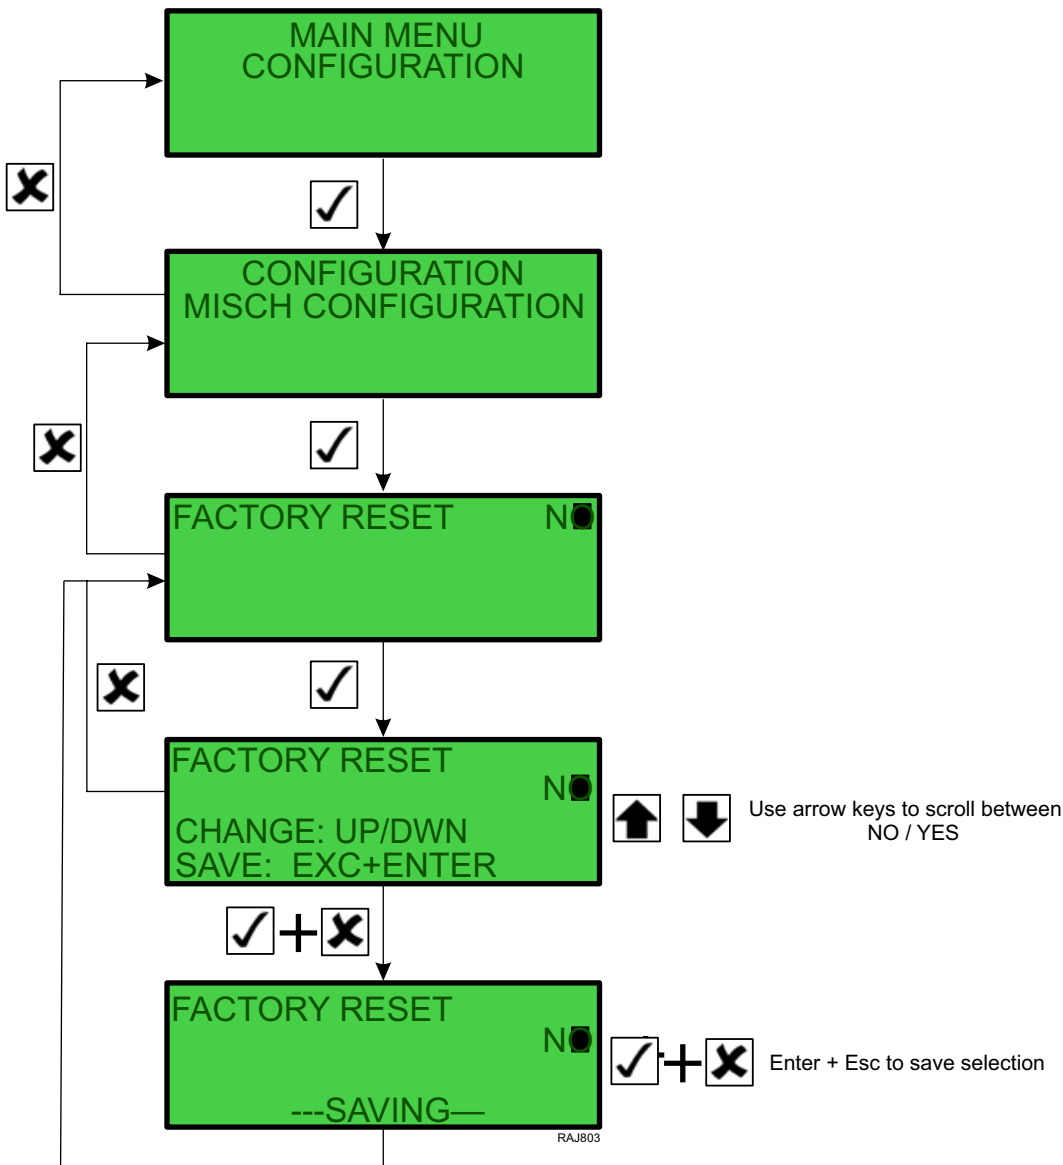 MAIN MENU
CONFIGURATION
CONFIGURATION
MISCH CONFIGURATION
FACTORY RESET NO
FACTORY RESET
NO
CHANGE: UP/DWN
SAVE: EXC+ENTER
Use arrow keys to scroll between
NO / YES
+
FACTORY RESET
NO
---SAVING—
+
Enter + Esc to save selection
RAJ803